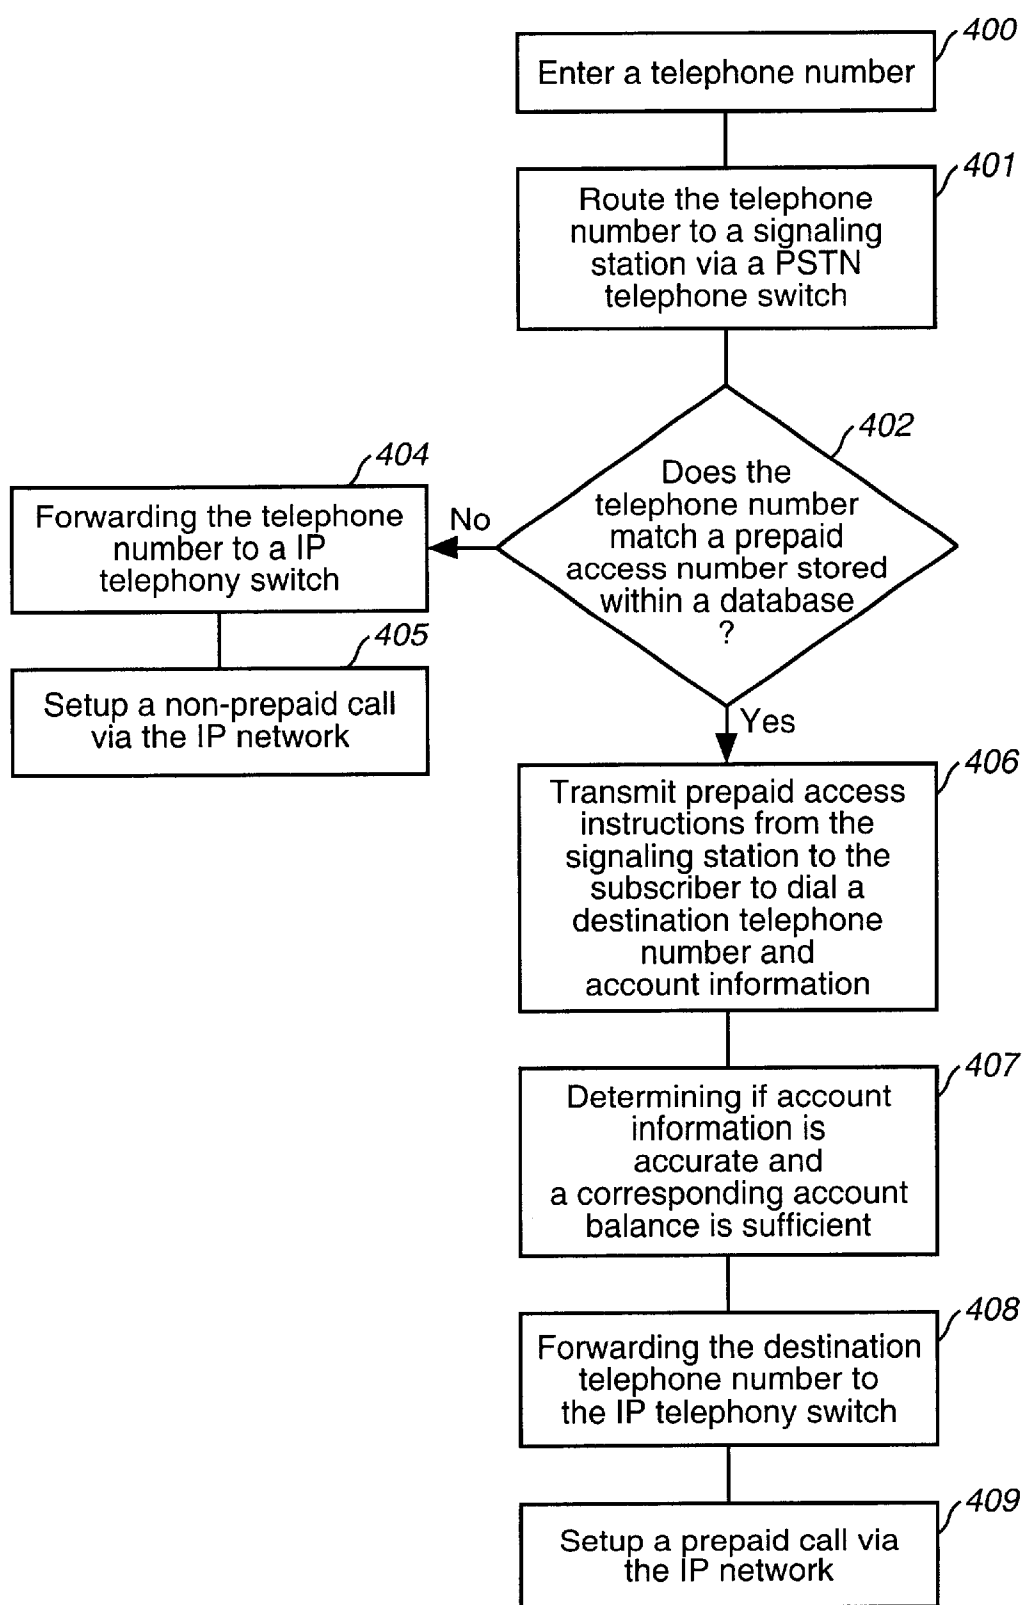 400
Enter a telephone number
401
Route the telephone
number to a signaling
station via a PSTN
telephone switch
402
Does the
telephone number
match a prepaid
access number stored
within a database
?
No
404
Forwarding the telephone
number to a IP
telephony switch
405
Setup a non-prepaid call
via the IP network
Yes
406
Transmit prepaid access
instructions from the
signaling station to the
subscriber to dial a
destination telephone
number and
account information
407
Determining if account
information is
accurate and
a corresponding account
balance is sufficient
408
Forwarding the destination
telephone number to
the IP telephony switch
409
Setup a prepaid call via
the IP network